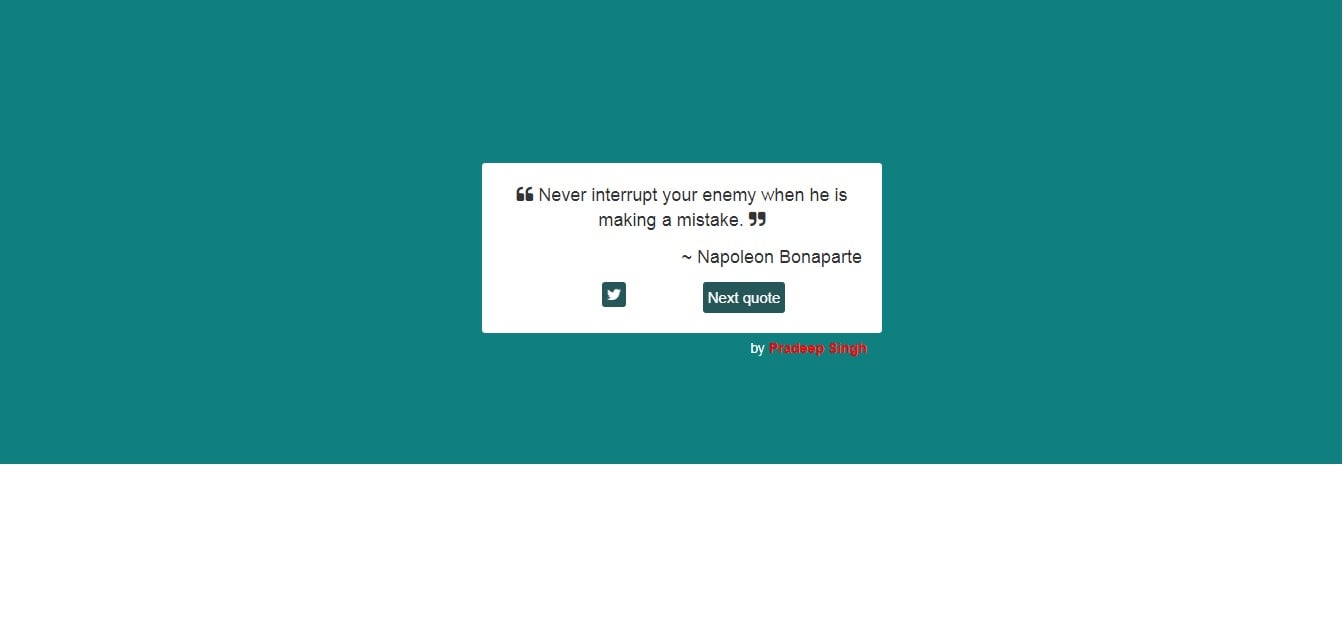 ❝ Never interrupt your enemy when he is
making a mistake. ❞
~ Napoleon Bonaparte
Next quote
by Pradeep Singh